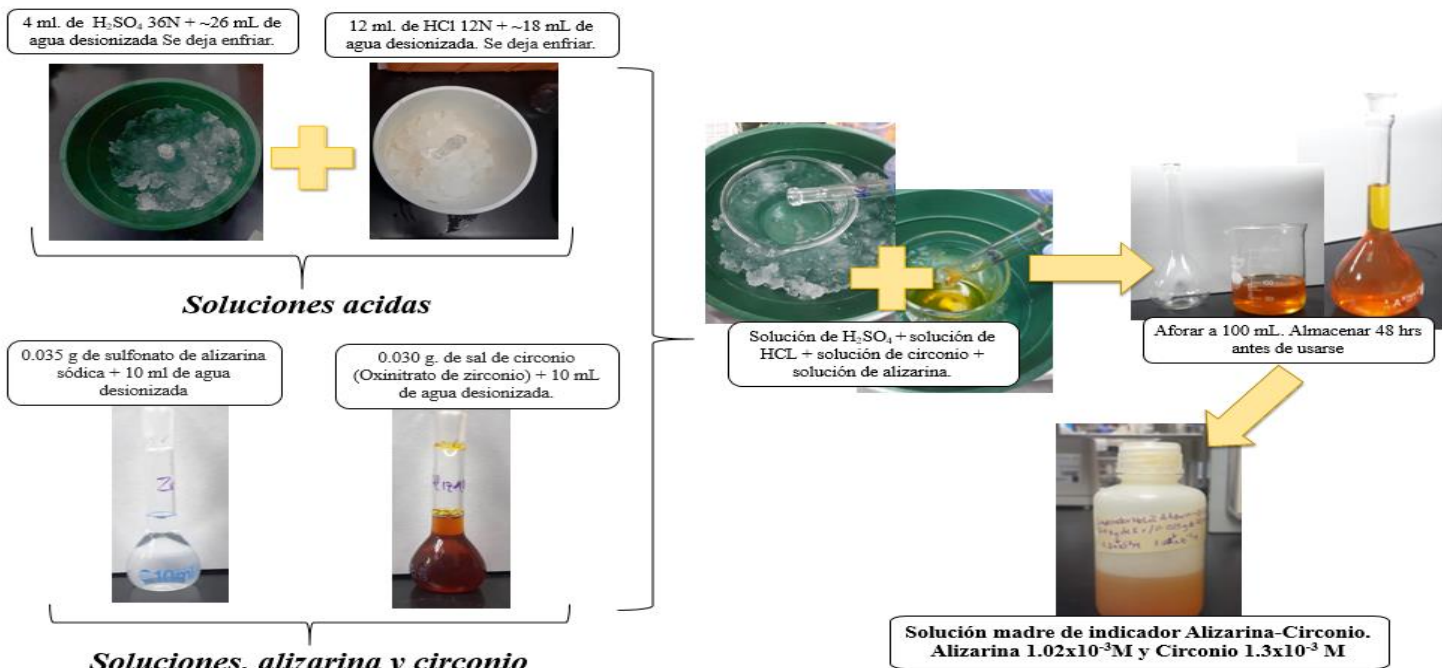 4 ml. de H₂SO₄ 36N + ~26 mL de
agua desionizada Se deja enfriar.
12 ml. de HCl 12N + ~18 mL de
agua desionizada. Se deja enfriar.
Soluciones acidas
0.035 g de sulfonato de alizarina
sódica + 10 ml de agua
desionizada
0.030 g. de sal de circonio
(Oxinitrato de zirconio) + 10 mL
de agua desionizada.
C10ml
Soluciones, alizarina y circonio
Solución de H₂SO₄ + solución de
HCL + solución de circonio +
solución de alizarina.
Aforar a 100 mL. Almacenar 48 hrs
antes de usarse
Solución madre de indicador Alizarina-Circonio.
Alizarina 1.02x10⁻³M y Circonio 1.3x10⁻³ M